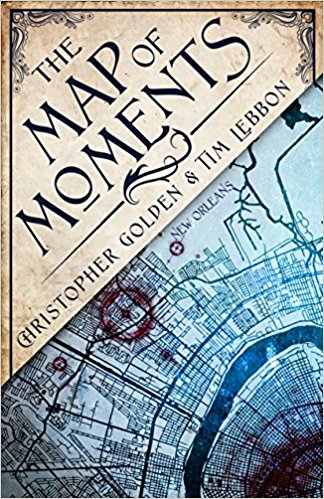 THE
MAP OF
MOMENTS
CHRISTOPHER GOLDEN & TIM LEBBON
NEW ORLEANS